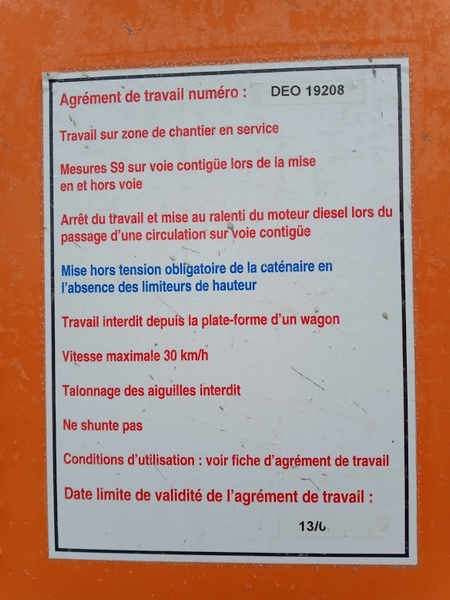 Agrément de travail numéro : DEO 19208
Travail sur zone de chantier en service
Mesures S9 sur voie contigüe lors de la mise
en et hors voie
Arrêt du travail et mise au ralenti du moteur diesel lors du
passage d'une circulation sur voie contigüe
Mise hors tension obligatoire de la caténaire en
l'absence des limiteurs de hauteur
Travail interdit depuis la plate-forme d'un wagon
Vitesse maximale 30 km/h
Talonnage des aiguilles interdit
Ne shunte pas
Conditions d'utilisation : voir fiche d'agrément de travail
Date limite de validité de l'agrément de travail :
13/